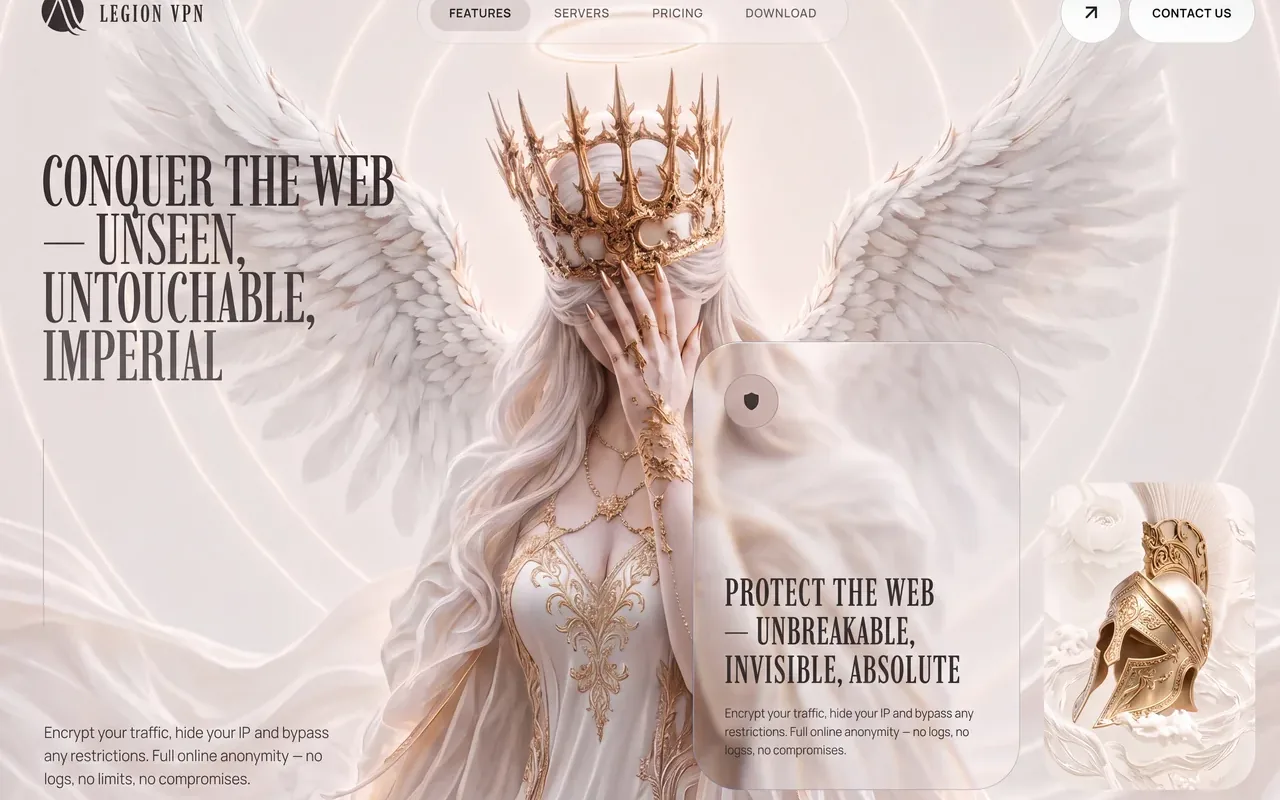 LEGION VPN
FEATURES
SERVERS
PRICING
DOWNLOAD
CONTACT US
CONQUER THE WEB
— UNSEEN,
UNTOUCHABLE,
IMPERIAL
Encrypt your traffic, hide your IP and bypass
any restrictions. Full online anonymity — no
logs, no limits, no compromises.
PROTECT THE WEB
— UNBREAKABLE,
INVISIBLE, ABSOLUTE
Encrypt your traffic, hide your IP and bypass any
restrictions. Full online anonymity — no logs, no
logss, no compromises.